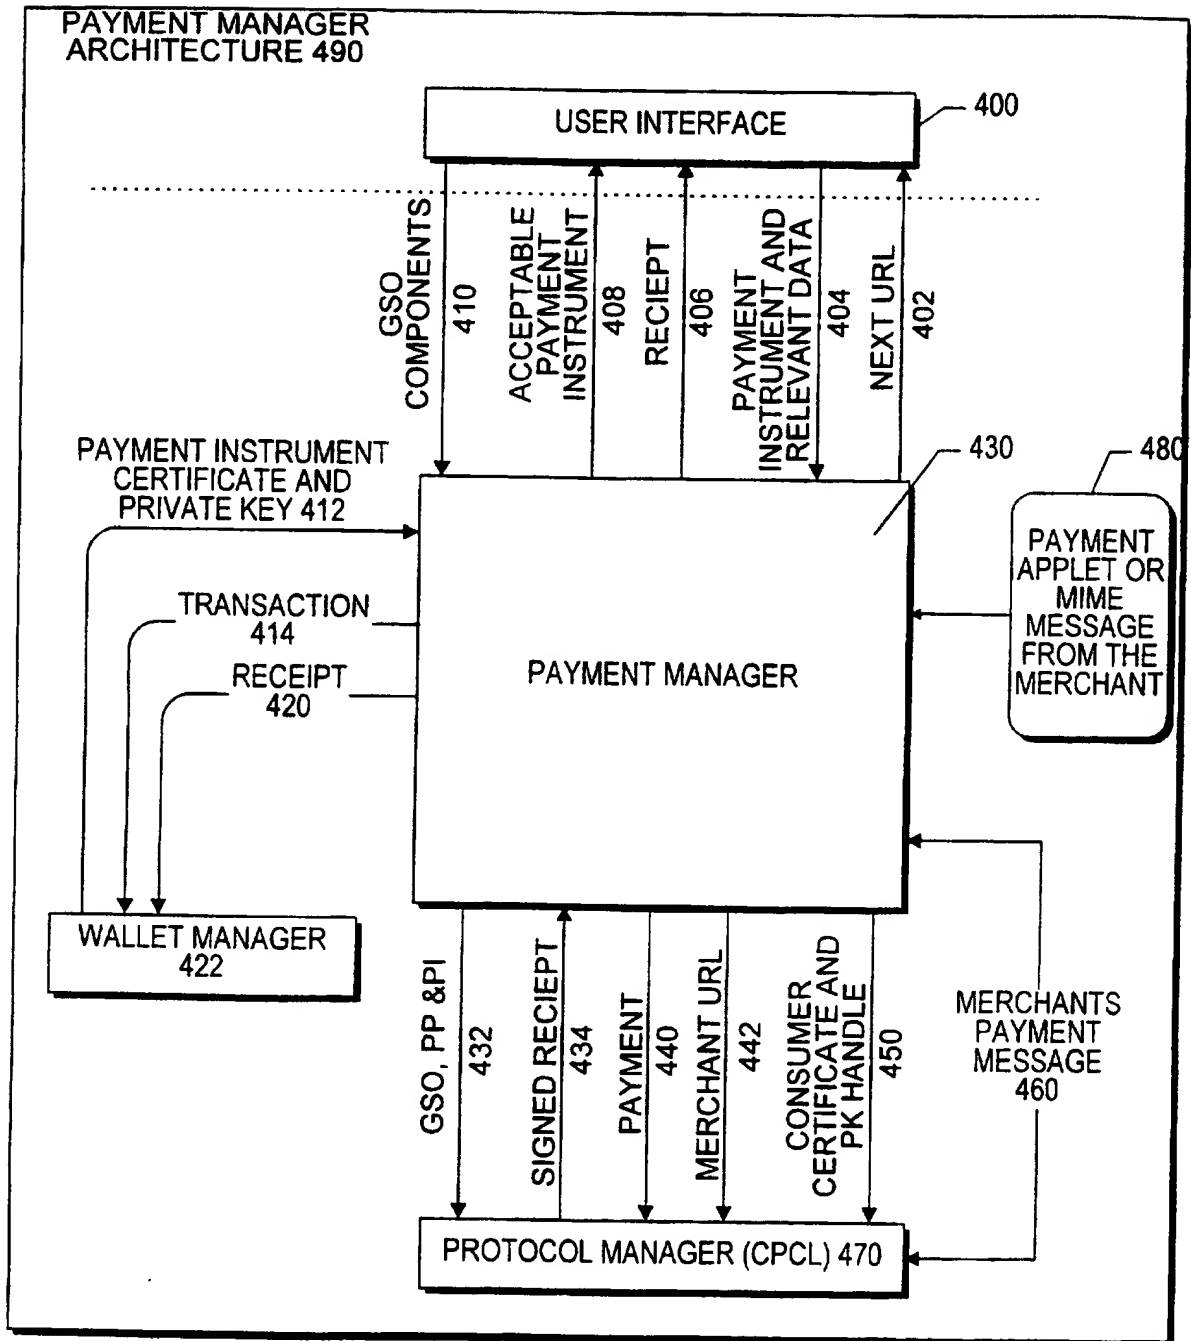 PAYMENT MANAGER
ARCHITECTURE 490
USER INTERFACE
400
GSO
COMPONENTS
410
ACCEPTABLE
PAYMENT
INSTRUMENT
408
RECIEPT
406
PAYMENT
INSTRUMENT AND
RELEVANT DATA
404
NEXT URL
402
PAYMENT INSTRUMENT
CERTIFICATE AND
PRIVATE KEY 412
430
480
PAYMENT
APPLET OR
MIME
MESSAGE
FROM THE
MERCHANT
TRANSACTION
414
RECEIPT
420
PAYMENT MANAGER
WALLET MANAGER
422
GSO, PP &PI
432
SIGNED RECIEPT
434
PAYMENT
440
MERCHANT URL
442
CONSUMER
CERTIFICATE AND
PK HANDLE
450
MERCHANTS
PAYMENT
MESSAGE
460
PROTOCOL MANAGER (CPCL) 470